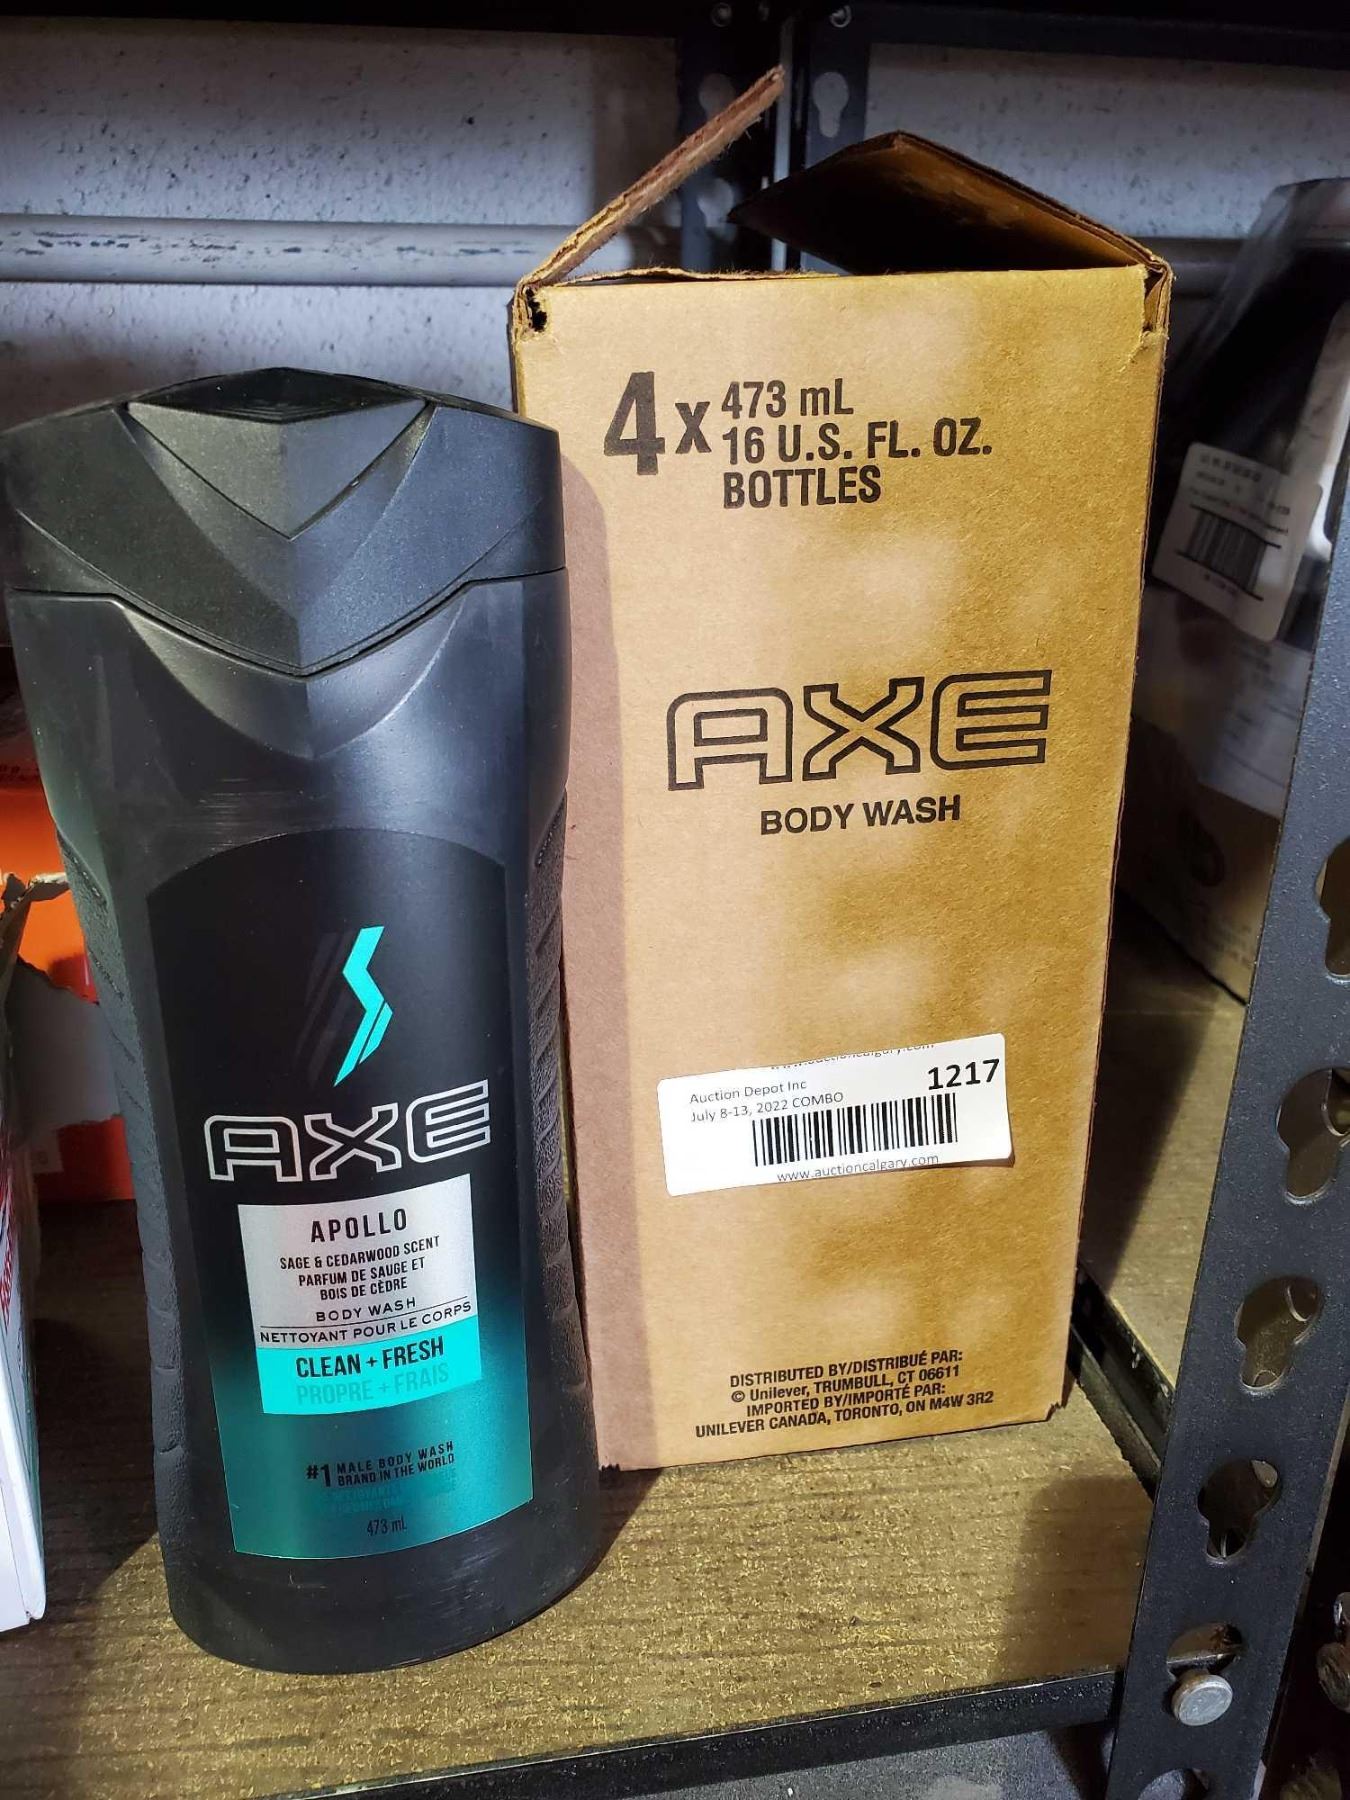 4 x 473 mL
16 U.S. FL. OZ.
BOTTLES
AXE
BODY WASH
1217
Auction Depot Inc
July 8-13, 2022 COMBO
www.auctioncalgary.com
DISTRIBUTED BY/DISTRIBUÉ PAR:
© Unilever, TRUMBULL, CT 06611
IMPORTED BY/IMPORTÉ PAR:
UNILEVER CANADA, TORONTO, ON M4W 3R2
AXE
APOLLO
SAGE & CEDARWOOD SCENT
PARFUM DE SAUGE ET
BOIS DE CÈDRE
BODY WASH
NETTOYANT POUR LE CORPS
CLEAN + FRESH
PROPRE + FRAIS
#1 MALE BODY WASH
BRAND IN THE WORLD
473 mL